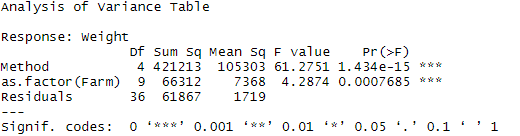 Analysis of Variance Table
Response: Weight
Df Sum Sq Mean Sq F value Pr(>F)
Method 4 421213 105303 61.2751 1.434e-15 ***
as.factor(Farm) 9 66312 7368 4.2874 0.0007685 ***
Residuals 36 61867 1719
---
Signif. codes: 0 ‘***’ 0.001 ‘**’ 0.01 ‘*’ 0.05 ‘.’ 0.1 ‘ ’ 1